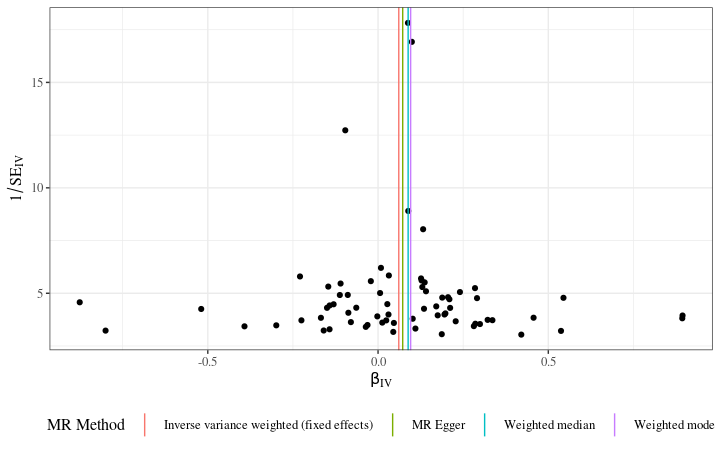 15
10
5
1/SE_IV
-0.5
0.0
0.5
β_IV
MR Method
Inverse variance weighted (fixed effects)
MR Egger
Weighted median
Weighted mode